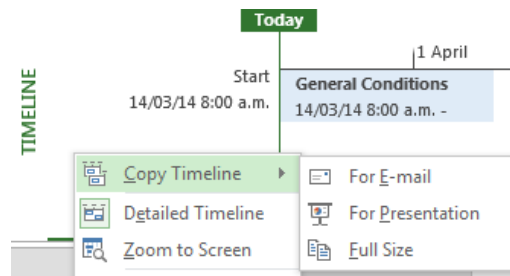 Today
1 April
TIMELINE
Start
14/03/14 8:00 a.m.
General Conditions
14/03/14 8:00 a.m. -
Copy Timeline
Detailed Timeline
Zoom to Screen
For E-mail
For Presentation
Full Size